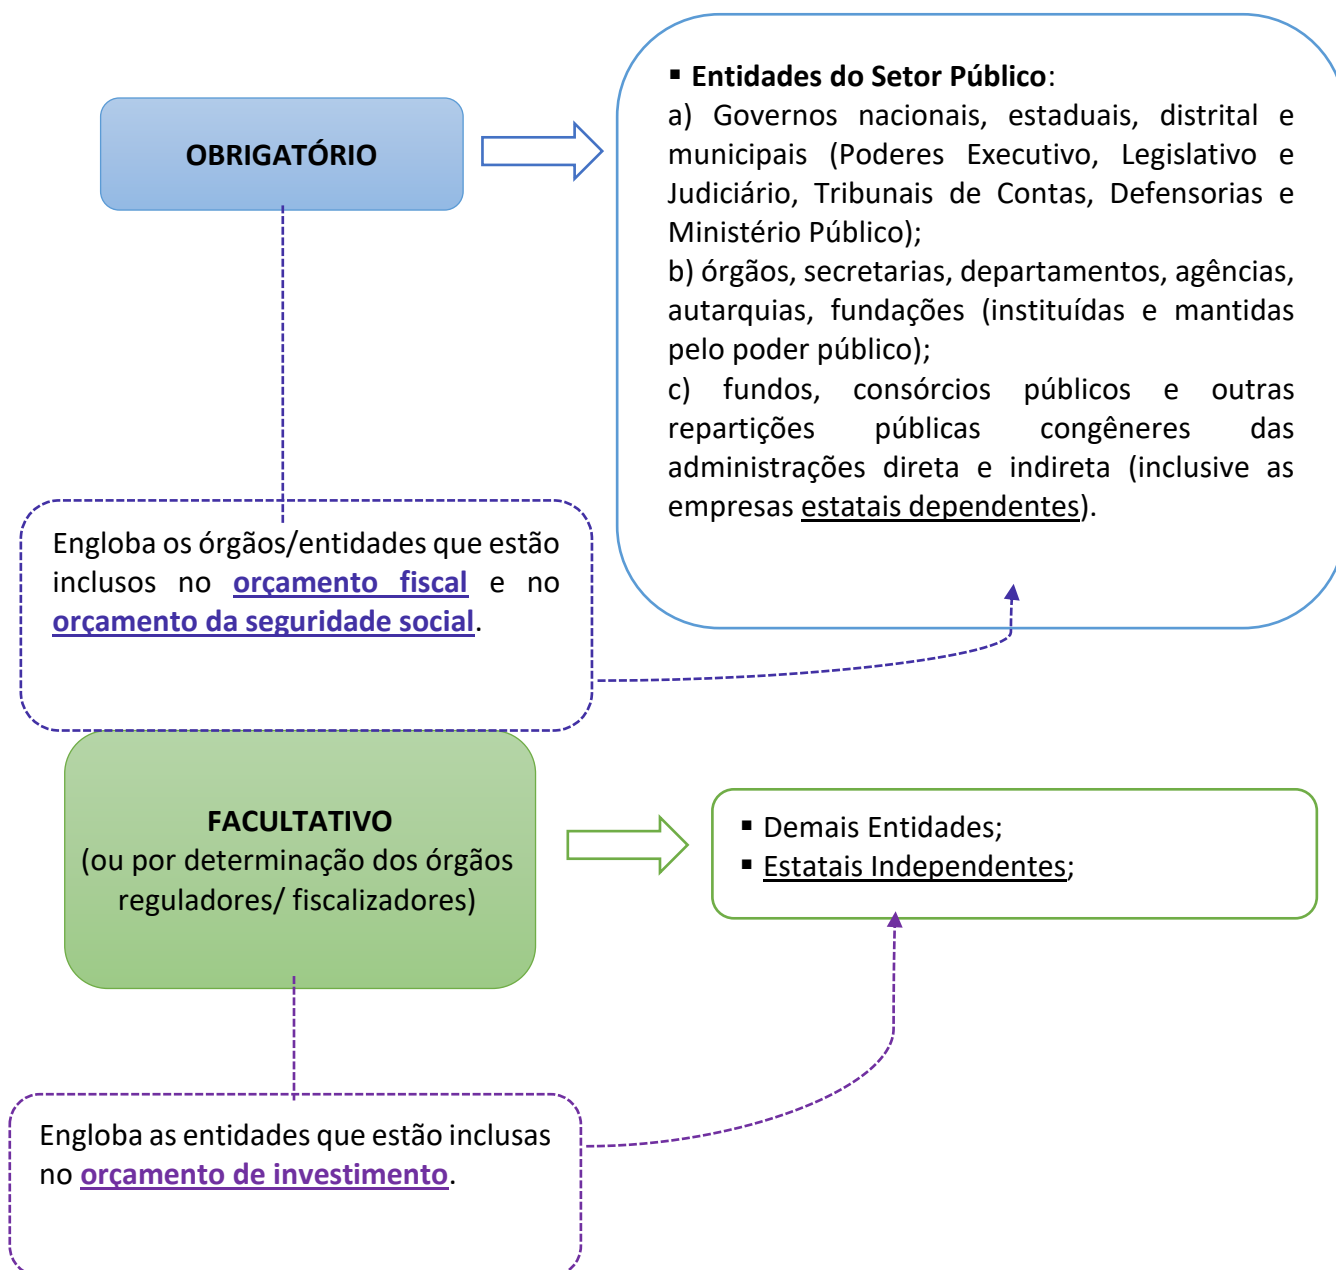 OBRIGATÓRIO
▪ Entidades do Setor Público:
a) Governos nacionais, estaduais, distrital e
municipais (Poderes Executivo, Legislativo e
Judiciário, Tribunais de Contas, Defensorias e
Ministério Público);
b) órgãos, secretarias, departamentos, agências,
autarquias, fundações (instituídas e mantidas
pelo poder público);
c) fundos, consórcios públicos e outras
repartições públicas congêneres das
administrações direta e indireta (inclusive as
empresas estatais dependentes).
Engloba os órgãos/entidades que estão
inclusos no orçamento fiscal e no
orçamento da seguridade social.
FACULTATIVO
(ou por determinação dos órgãos
reguladores/ fiscalizadores)
▪ Demais Entidades;
▪ Estatais Independentes;
Engloba as entidades que estão inclusas
no orçamento de investimento.